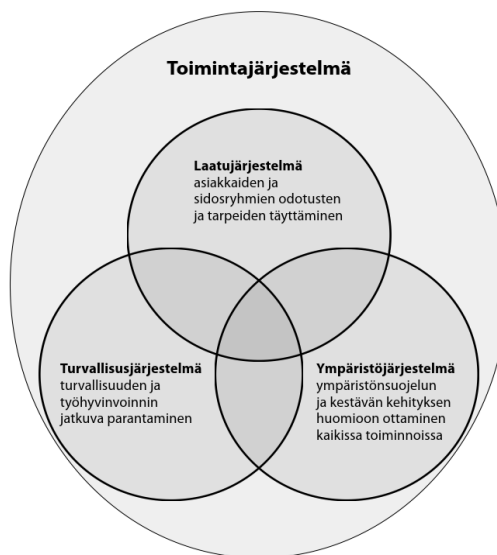 Toimintajärjestelmä
Laatujärjestelmä
asiakkaiden ja
sidosryhmien odotusten
ja tarpeiden täyttäminen
Turvallisusjärjestelmä
turvallisuuden ja
työhyvinvoinnin
jatkuva parantaminen
Ympäristöjärjestelmä
ympäristönsuojelun
ja kestävän kehityksen
huomioon ottaminen
kaikissa toiminnoissa